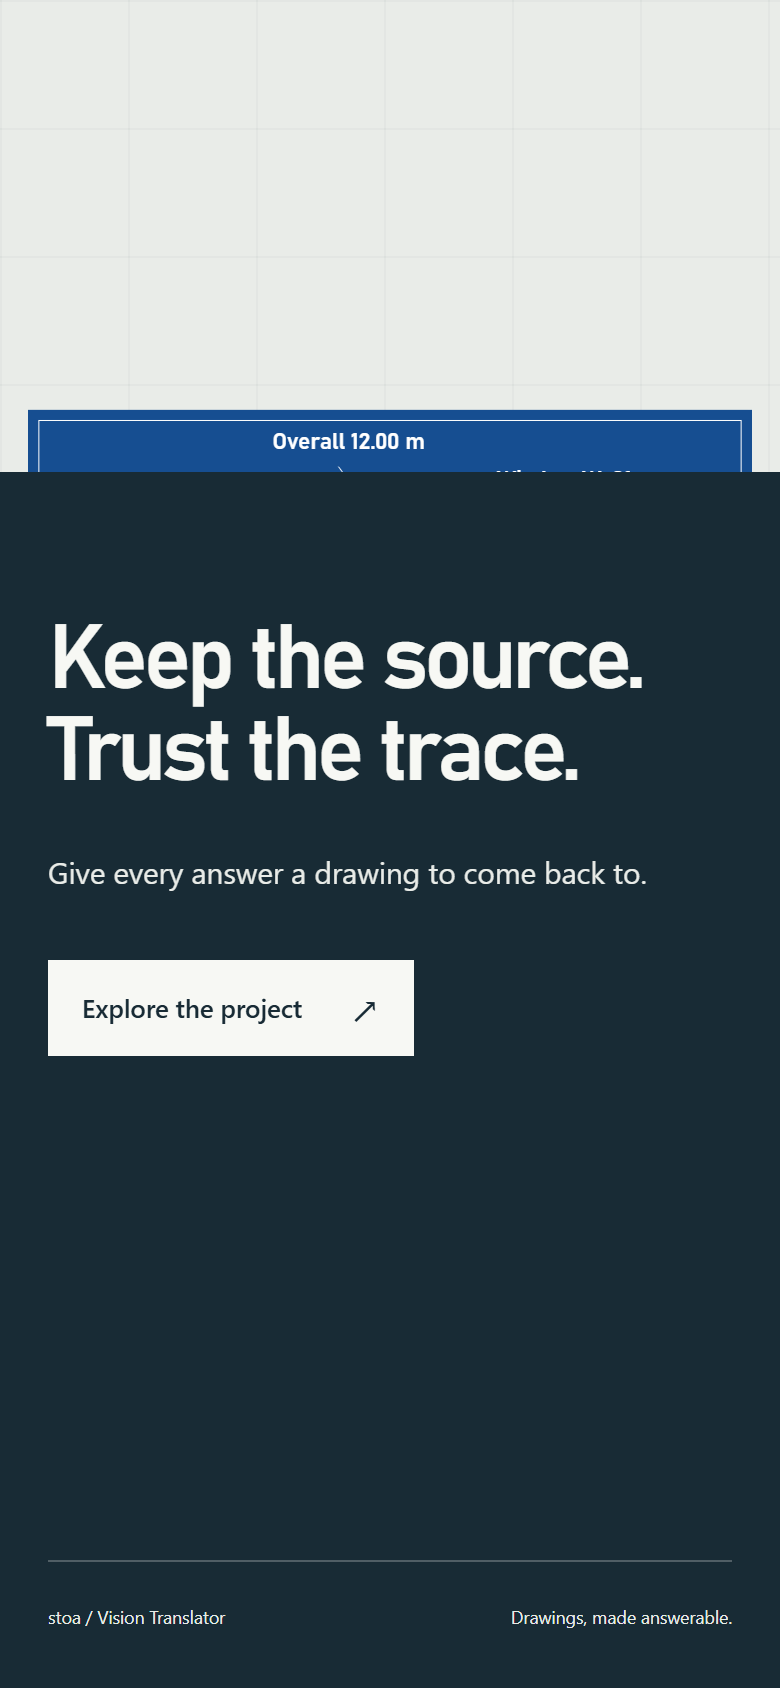 Overall 12.00 m
Keep the source.
Trust the trace.
Give every answer a drawing to come back to.
Explore the project ↗
stoa / Vision Translator
Drawings, made answerable.